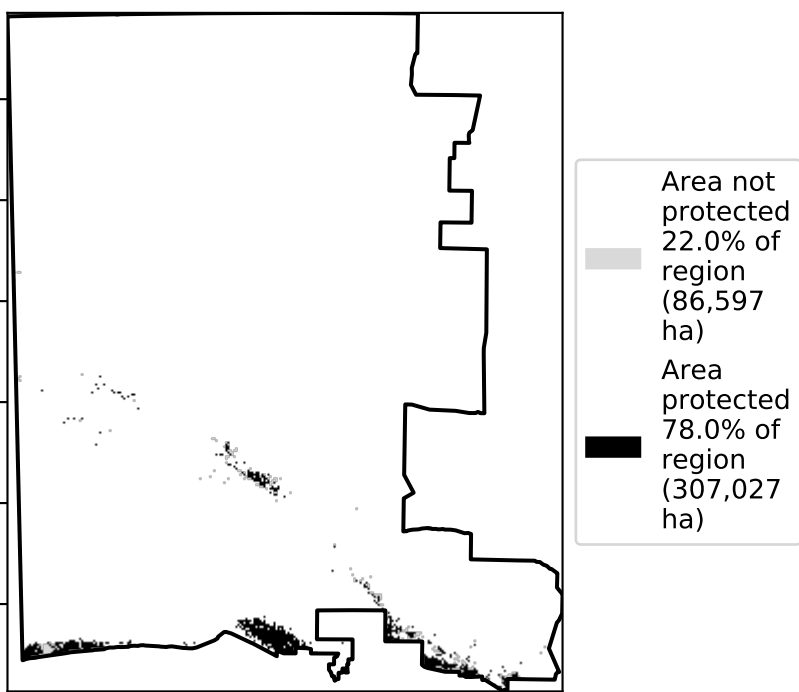 Area not
protected
22.0% of
region
(86,597
ha)
Area
protected
78.0% of
region
(307,027
ha)